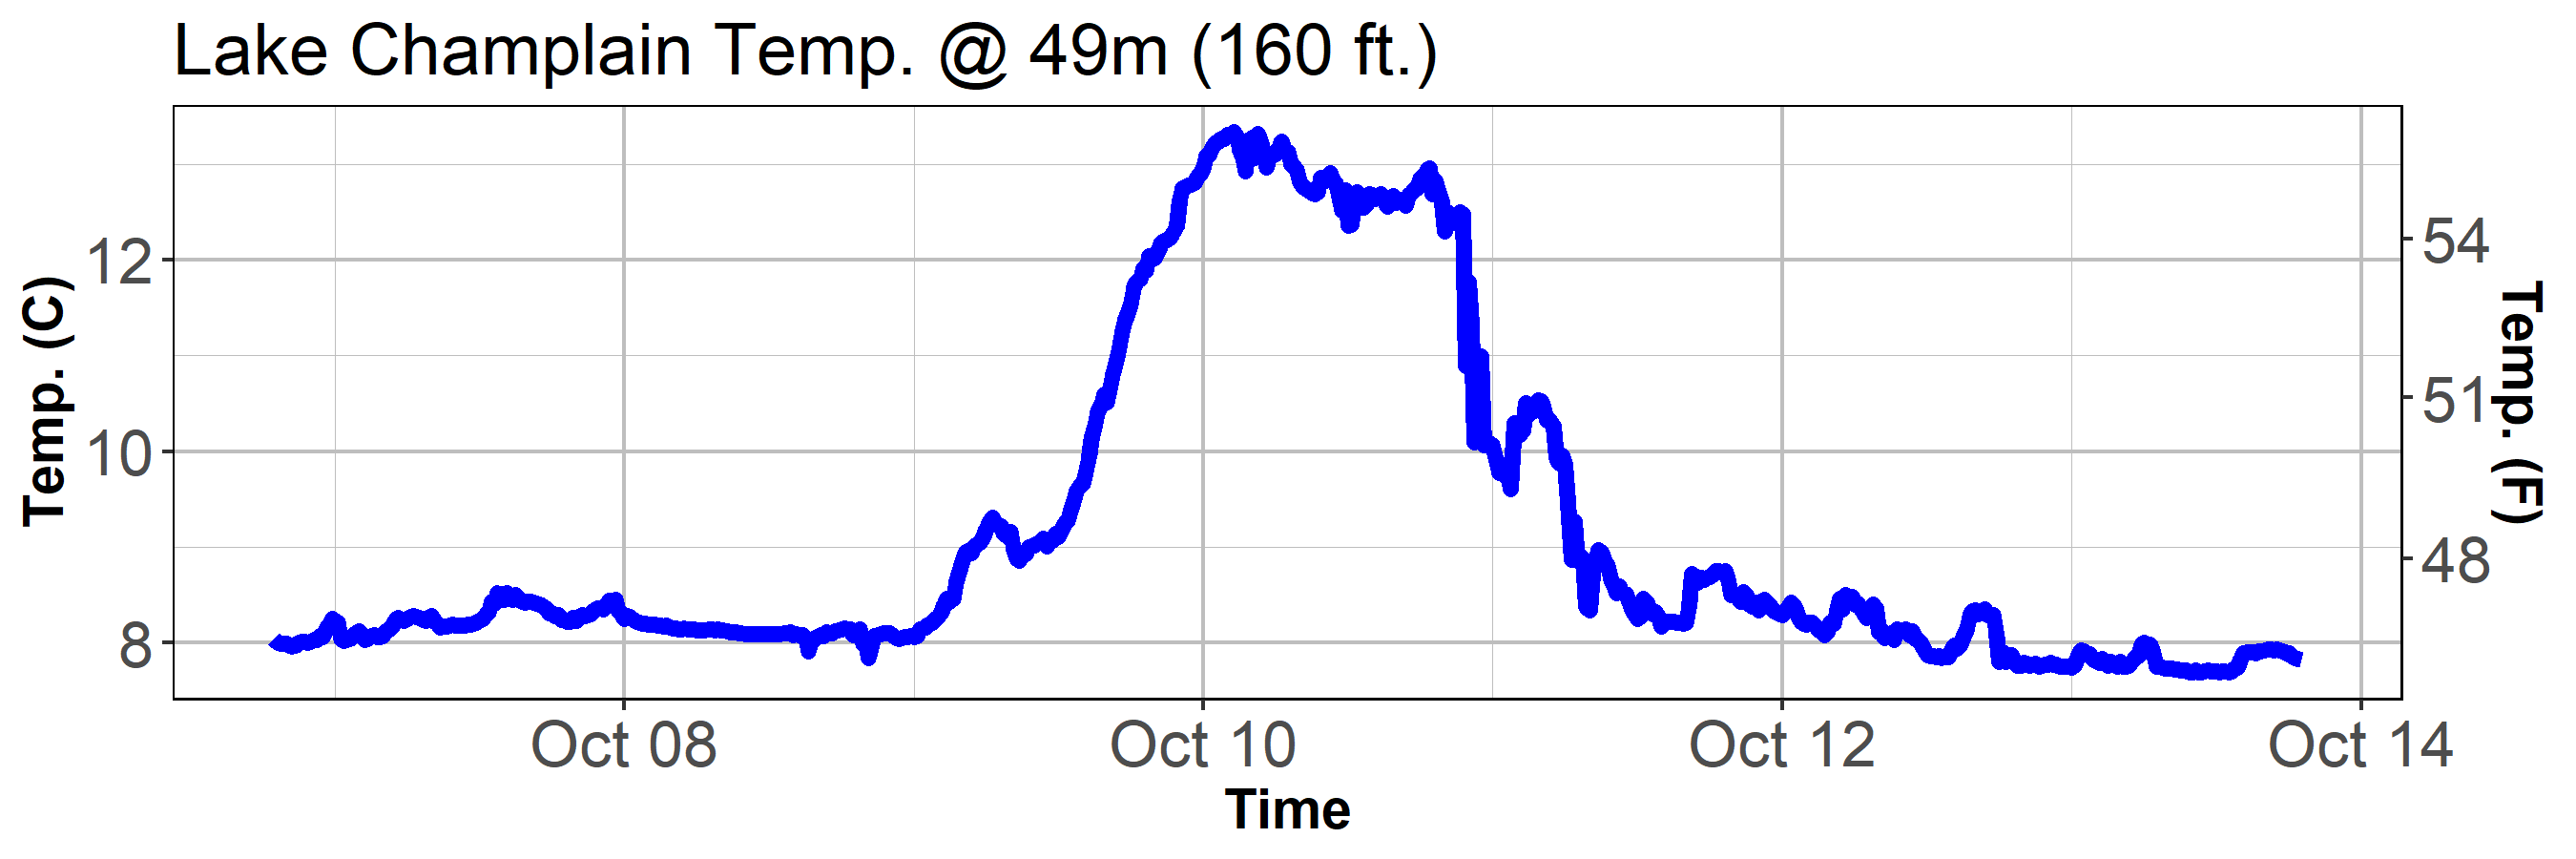 Lake Champlain Temp. @ 49m (160 ft.)
Temp. (C)
12
10
8
54
51
48
Temp. (F)
Oct 08
Oct 10
Oct 12
Oct 14
Time